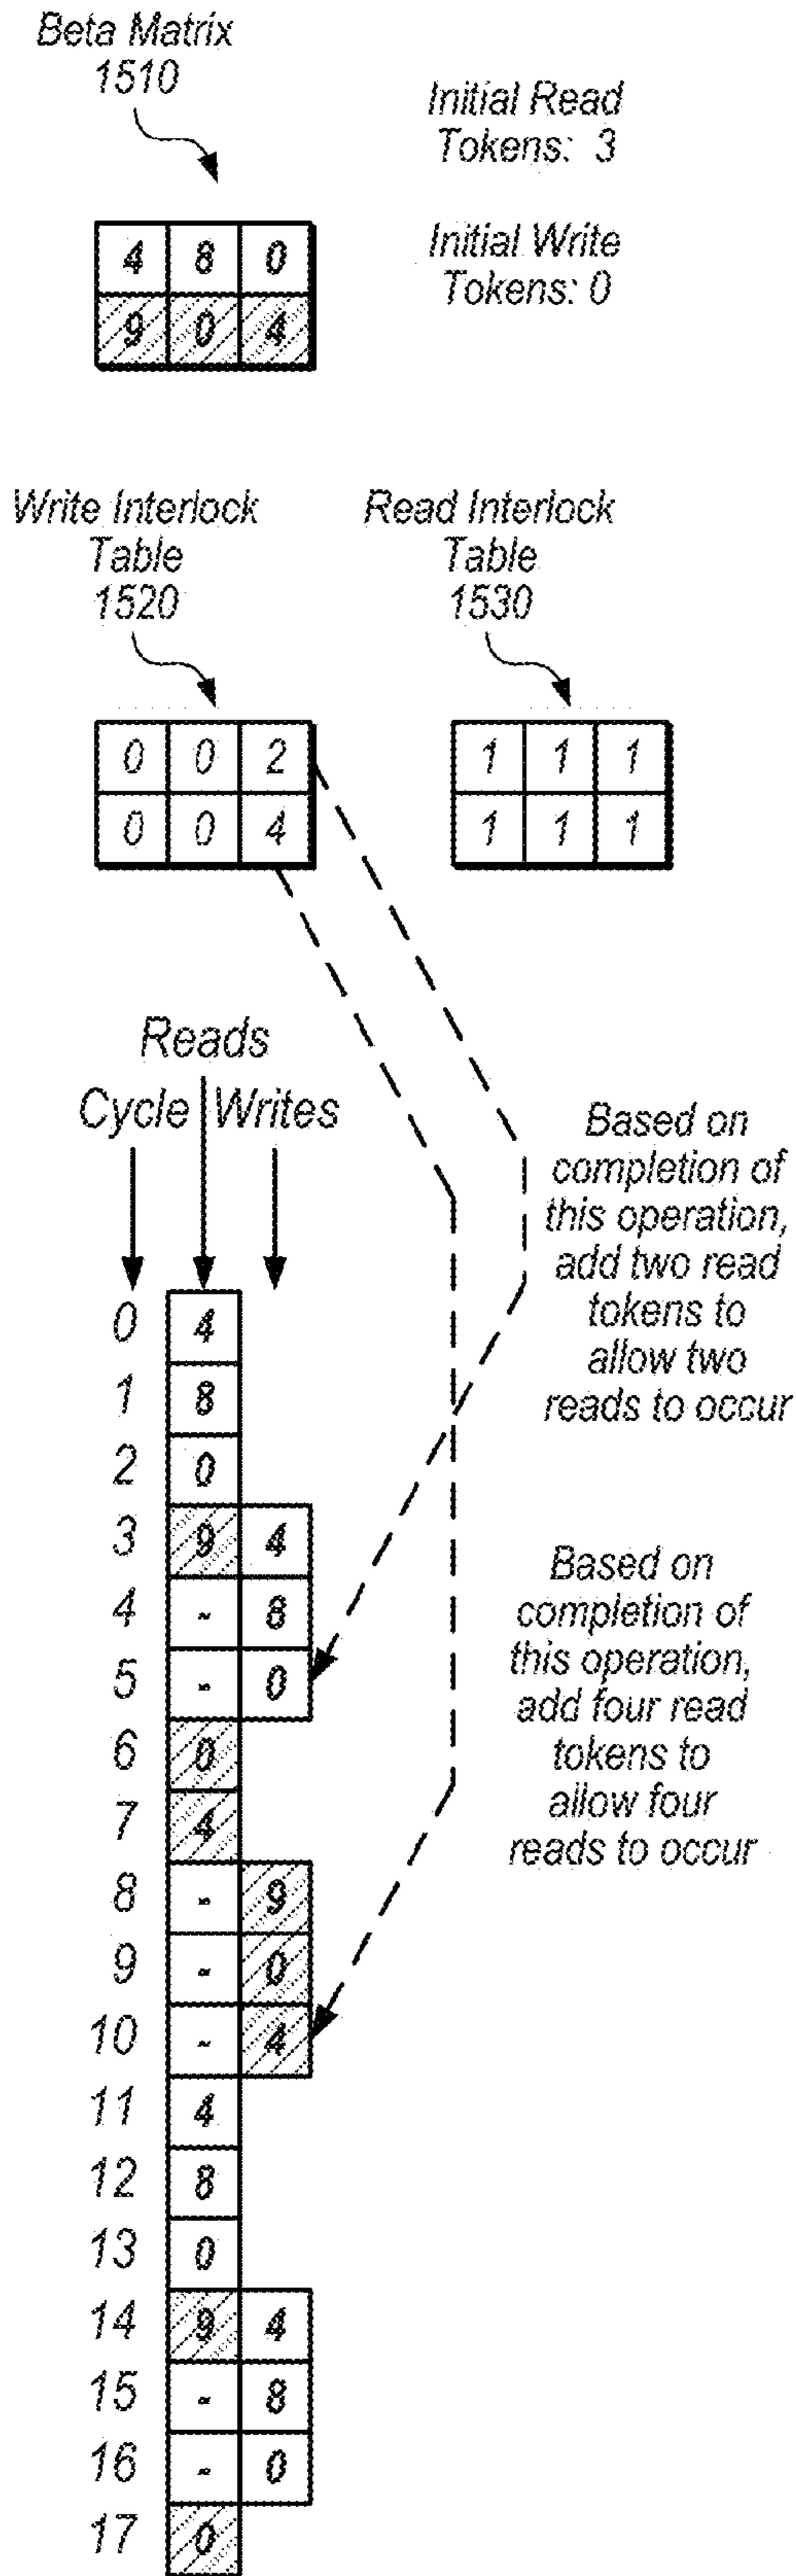 Beta Matrix
1510
Initial Read
Tokens: 3
4 8 0
9 0 4
Initial Write
Tokens: 0
Write Interlock
Table
1520
Read Interlock
Table
1530
0 0 2
0 0 4
1 1 1
1 1 1
Reads
Cycle Writes
Based on
completion of
this operation,
add two read
tokens to
allow two
reads to occur
Based on
completion of
this operation,
add four read
tokens to
allow four
reads to occur
0 4
1 8
2 0
3 9 4
4 - 8
5 - 0
6 0
7 4
8 - 9
9 - 0
10 - 4
11 4
12 8
13 0
14 9 4
15 - 8
16 - 0
17 0